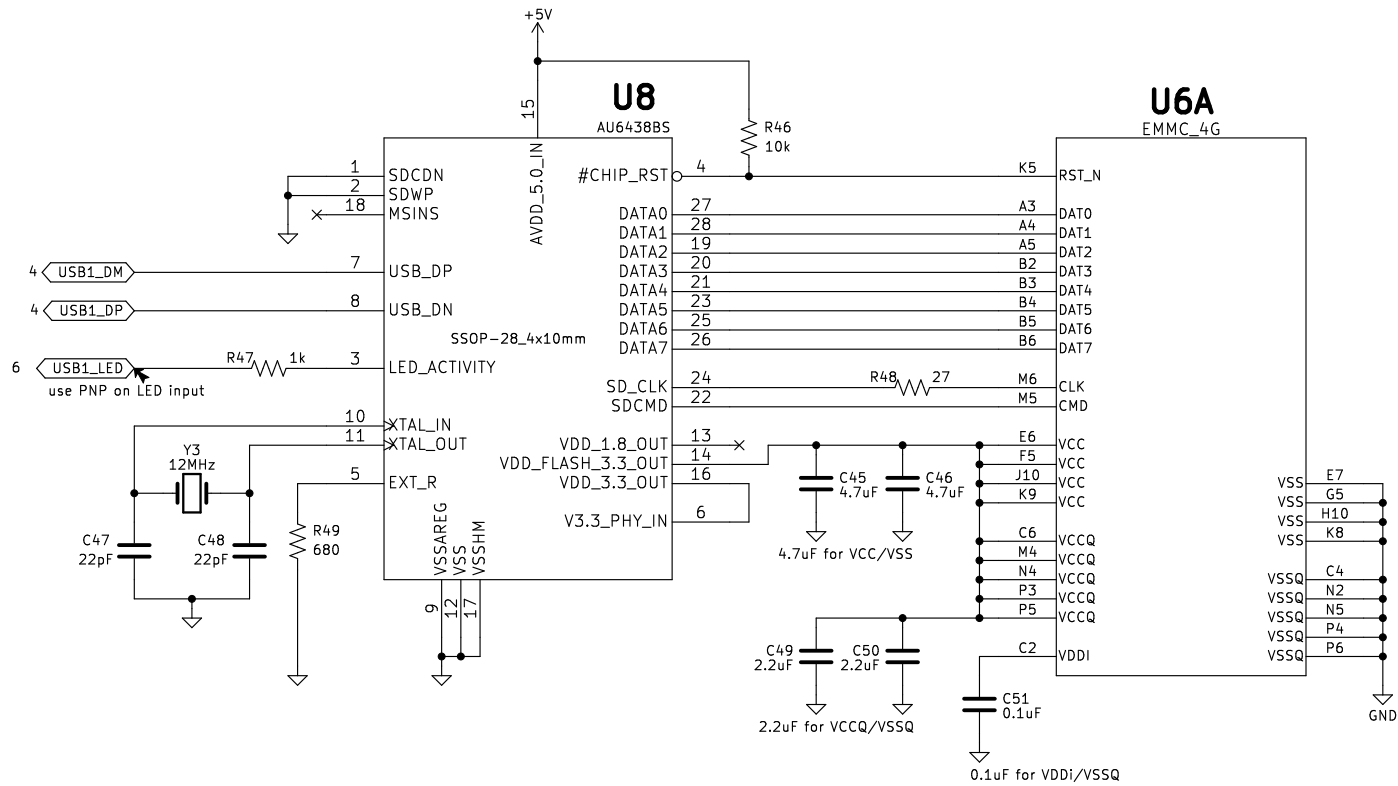 +5V
U8
AU6438BS
U6A
EMMC_4G
15
AVDD_5.0_IN
R46
10k
1
SDCDN
2
SDWP
18
MSINS
#CHIP_RST
4
K5
RST_N
DATA0
27
A3
DAT0
DATA1
28
A4
DAT1
DATA2
19
A5
DAT2
DATA3
20
B2
DAT3
DATA4
21
B3
DAT4
DATA5
23
B4
DAT5
DATA6
25
B5
DAT6
DATA7
26
B6
DAT7
4
USB1_DM
7
USB_DP
4
USB1_DP
8
USB_DN
SSOP-28_4x10mm
6
USB1_LED
R47
1k
3
LED_ACTIVITY
use PNP on LED input
SD_CLK
24
R48
27
M6
CLK
SDCMD
22
M5
CMD
10
XTAL_IN
11
XTAL_OUT
Y3
12MHz
5
EXT_R
VDD_1.8_OUT
13
VDD_FLASH_3.3_OUT
14
VDD_3.3_OUT
16
V3.3_PHY_IN
6
E6
VCC
F5
VCC
J10
VCC
K9
VCC
C45
4.7uF
C46
4.7uF
4.7uF for VCC/VSS
C6
VCCQ
M4
VCCQ
N4
VCCQ
P3
VCCQ
P5
VCCQ
C2
VDDI
VSS
E7
VSS
G5
VSS
H10
VSS
K8
VSSQ
C4
VSSQ
N2
VSSQ
N5
VSSQ
P4
VSSQ
P6
GND
C47
22pF
C48
22pF
R49
680
VSSAREG
VSS
VSSHM
9
12
17
C49
2.2uF
C50
2.2uF
2.2uF for VCCQ/VSSQ
C51
0.1uF
0.1uF for VDDi/VSSQ